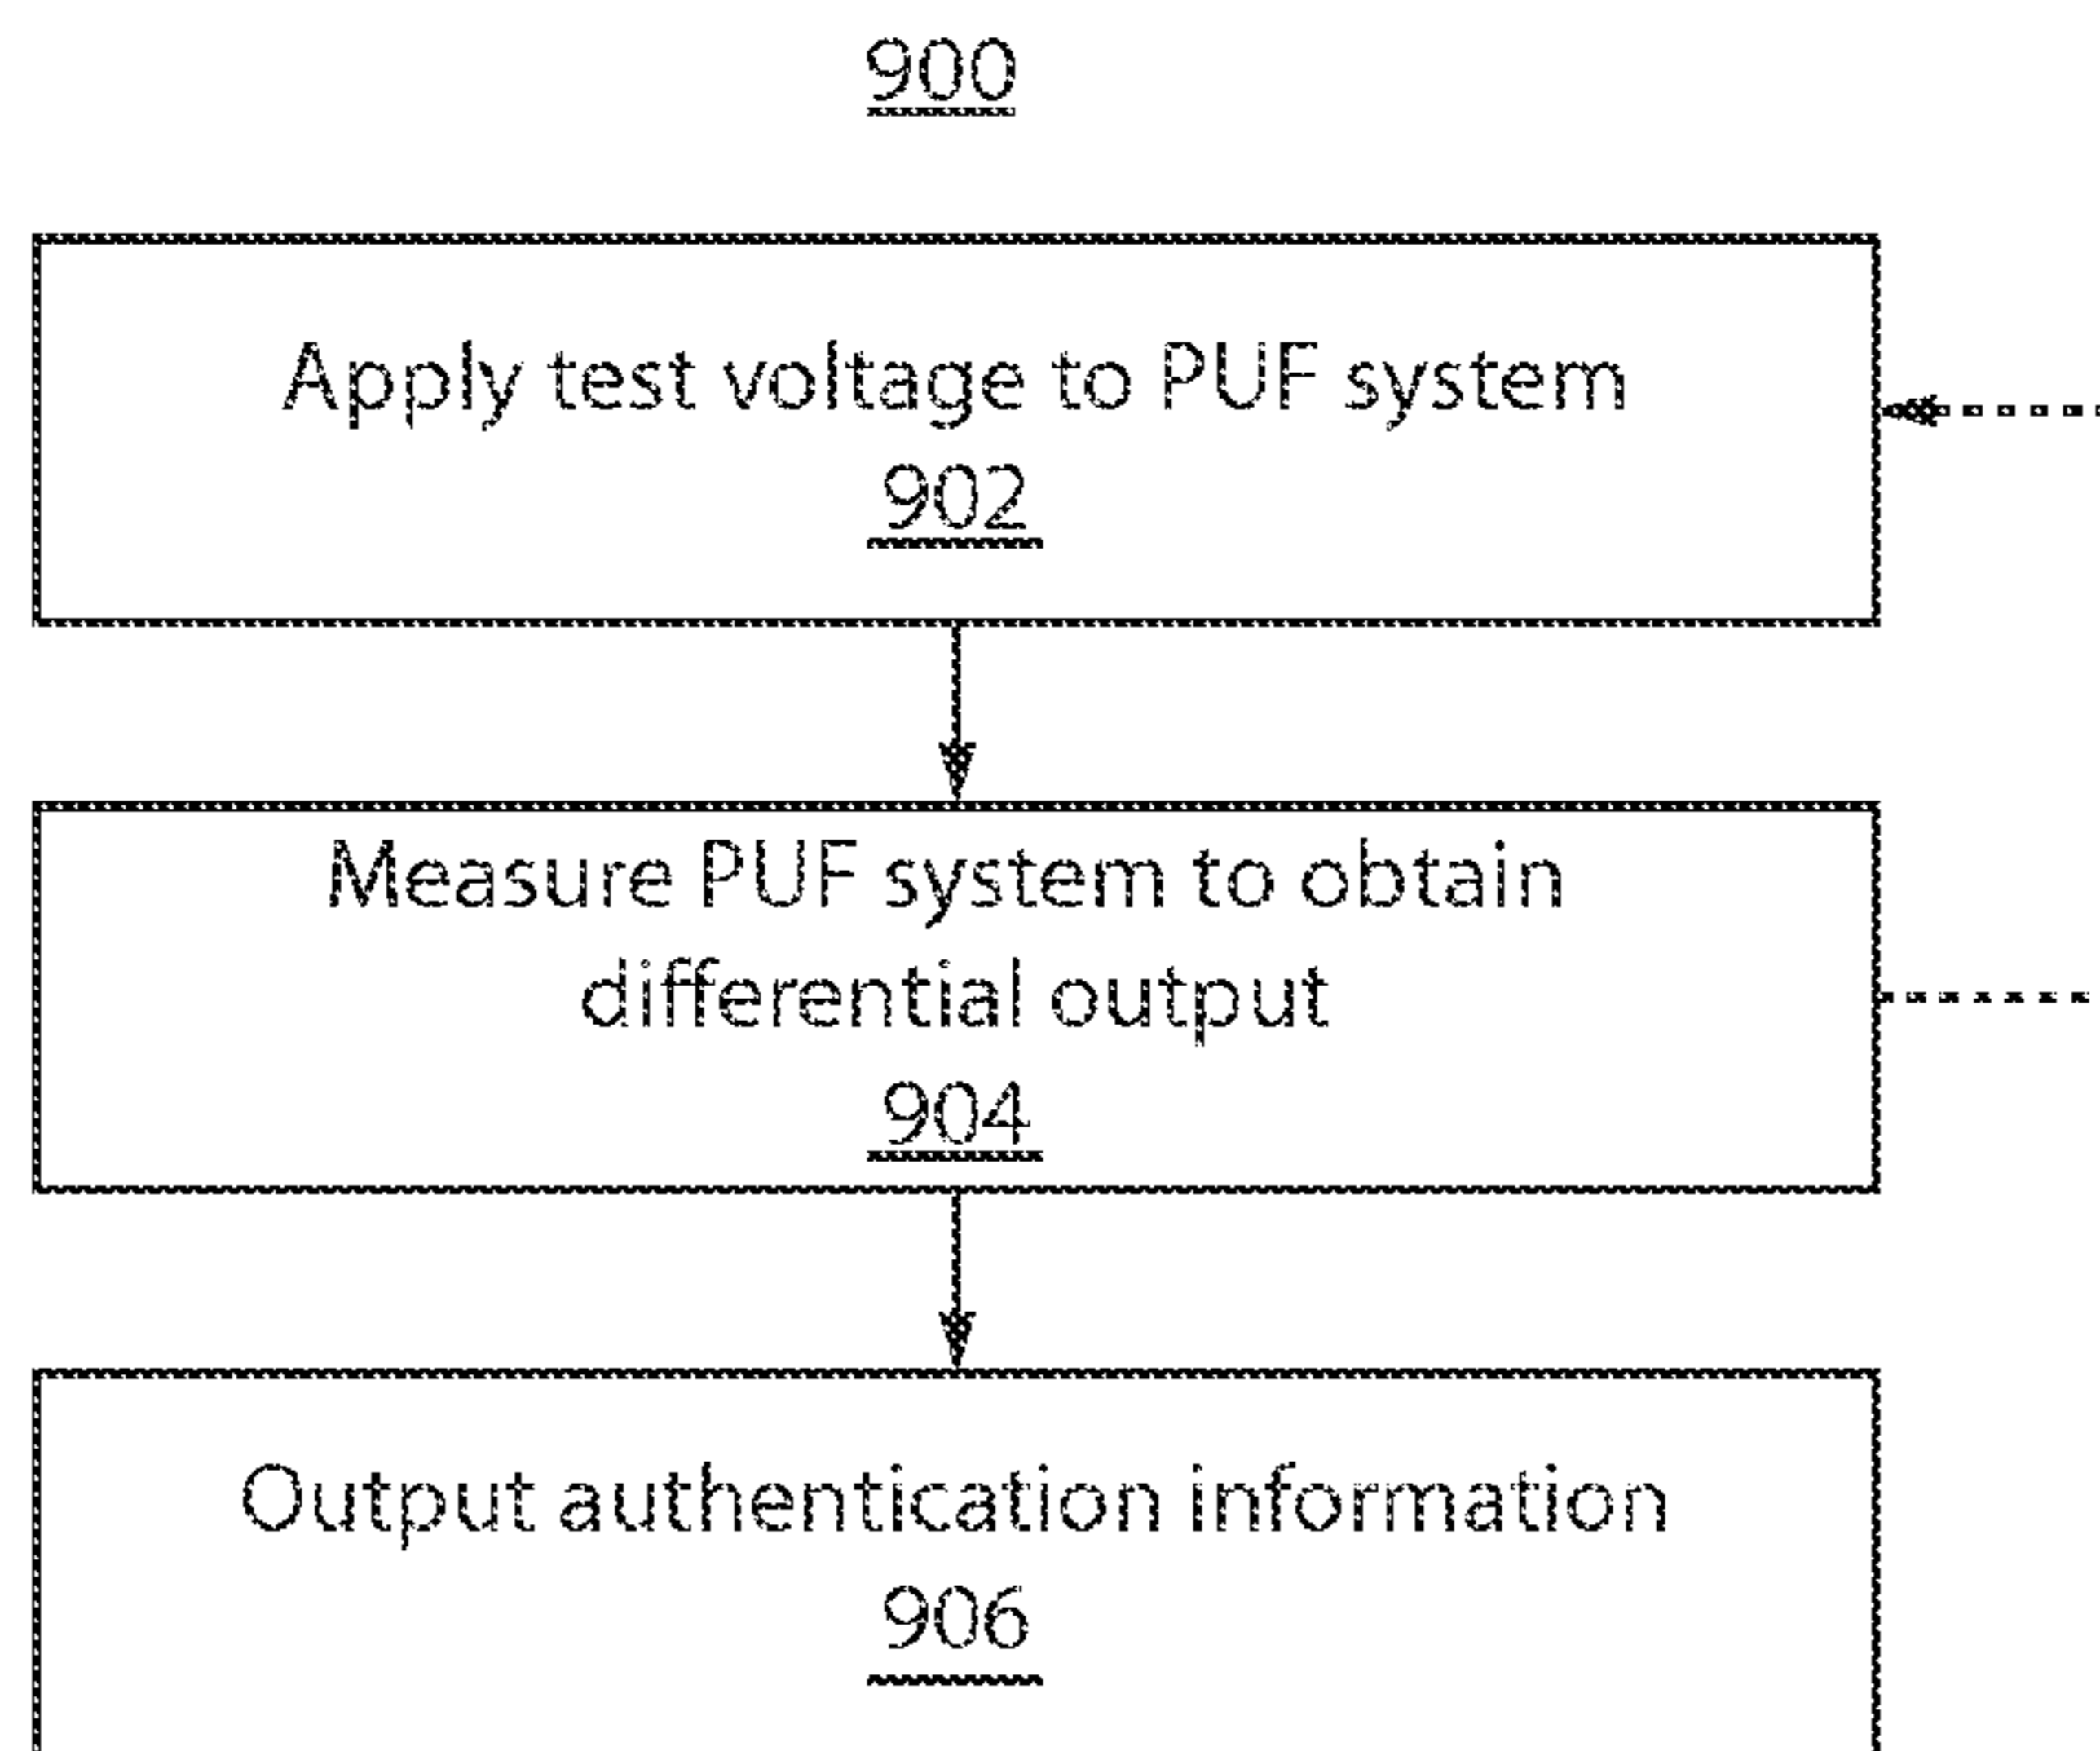 900
Apply test voltage to PUF system
902
Measure PUF system to obtain
differential output
904
Output authentication information
906